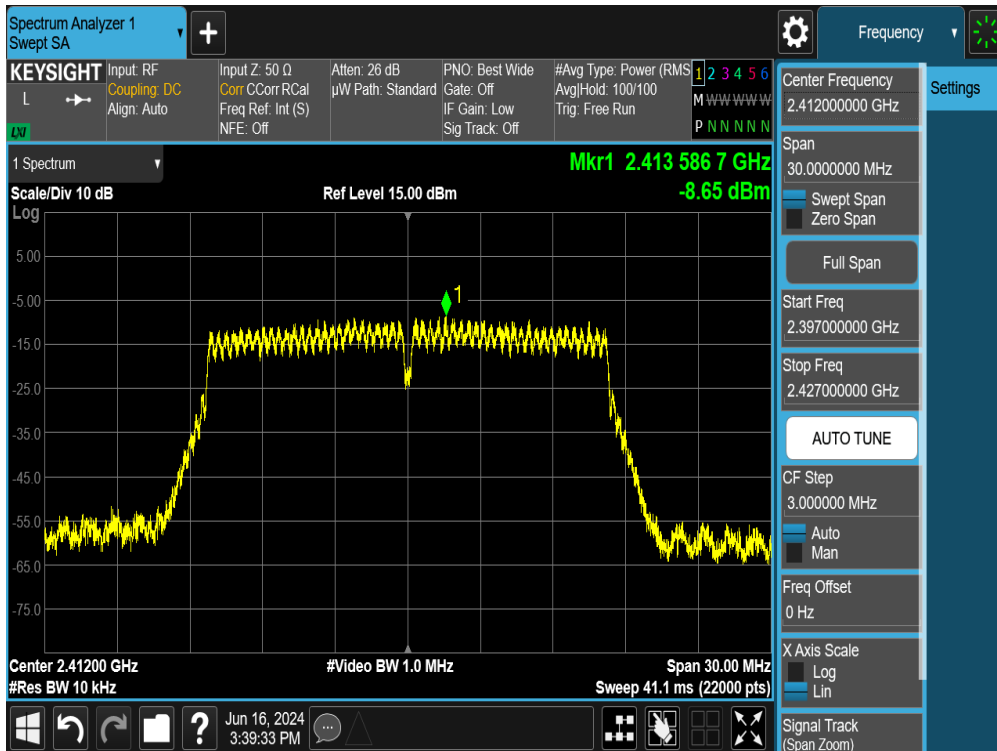 Spectrum Analyzer 1
Swept SA
+
Frequency
KEYSIGHT
L
LXI
Input: RF
Coupling: DC
Align: Auto
Input Z: 50 Ω
Corr CCorr RCal
Freq Ref: Int (S)
NFE: Off
Atten: 26 dB
µW Path: Standard
PNO: Best Wide
Gate: Off
IF Gain: Low
Sig Track: Off
#Avg Type: Power (RMS
Avg|Hold: 100/100
Trig: Free Run
1 2 3 4 5 6
M W W W W W
P N N N N N
1 Spectrum
Scale/Div 10 dB
Ref Level 15.00 dBm
Mkr1 2.413 586 7 GHz
-8.65 dBm
Log
5.00
-5.00
-15.0
-25.0
-35.0
-45.0
-55.0
-65.0
-75.0
1
Center 2.41200 GHz
#Video BW 1.0 MHz
Span 30.00 MHz
#Res BW 10 kHz
Sweep 41.1 ms (22000 pts)
Jun 16, 2024
3:39:33 PM
?
Center Frequency
2.412000000 GHz
Span
30.0000000 MHz
Swept Span
Zero Span
Full Span
Start Freq
2.397000000 GHz
Stop Freq
2.427000000 GHz
AUTO TUNE
CF Step
3.000000 MHz
Auto
Man
Freq Offset
0 Hz
X Axis Scale
Log
Lin
Signal Track
(Span Zoom)
Settings